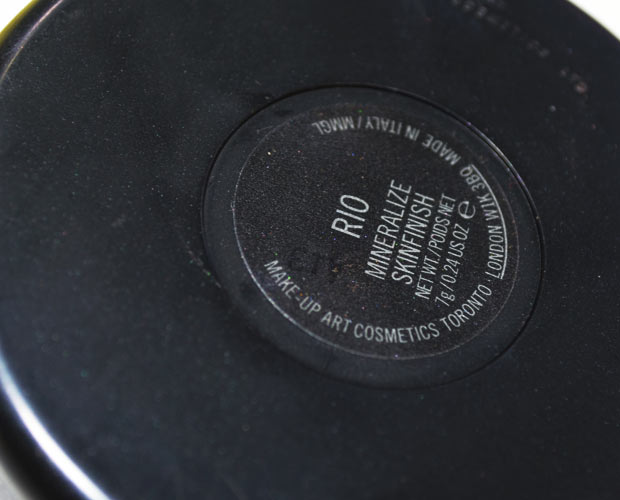 RIO
MINERALIZE
SKINFINISH
NET WT./POIDS NET
7g / 0.24 US OZ e
MAKE-UP ART COSMETICS TORONTO · LONDON W1K 3BQ MADE IN ITALY/MMGL